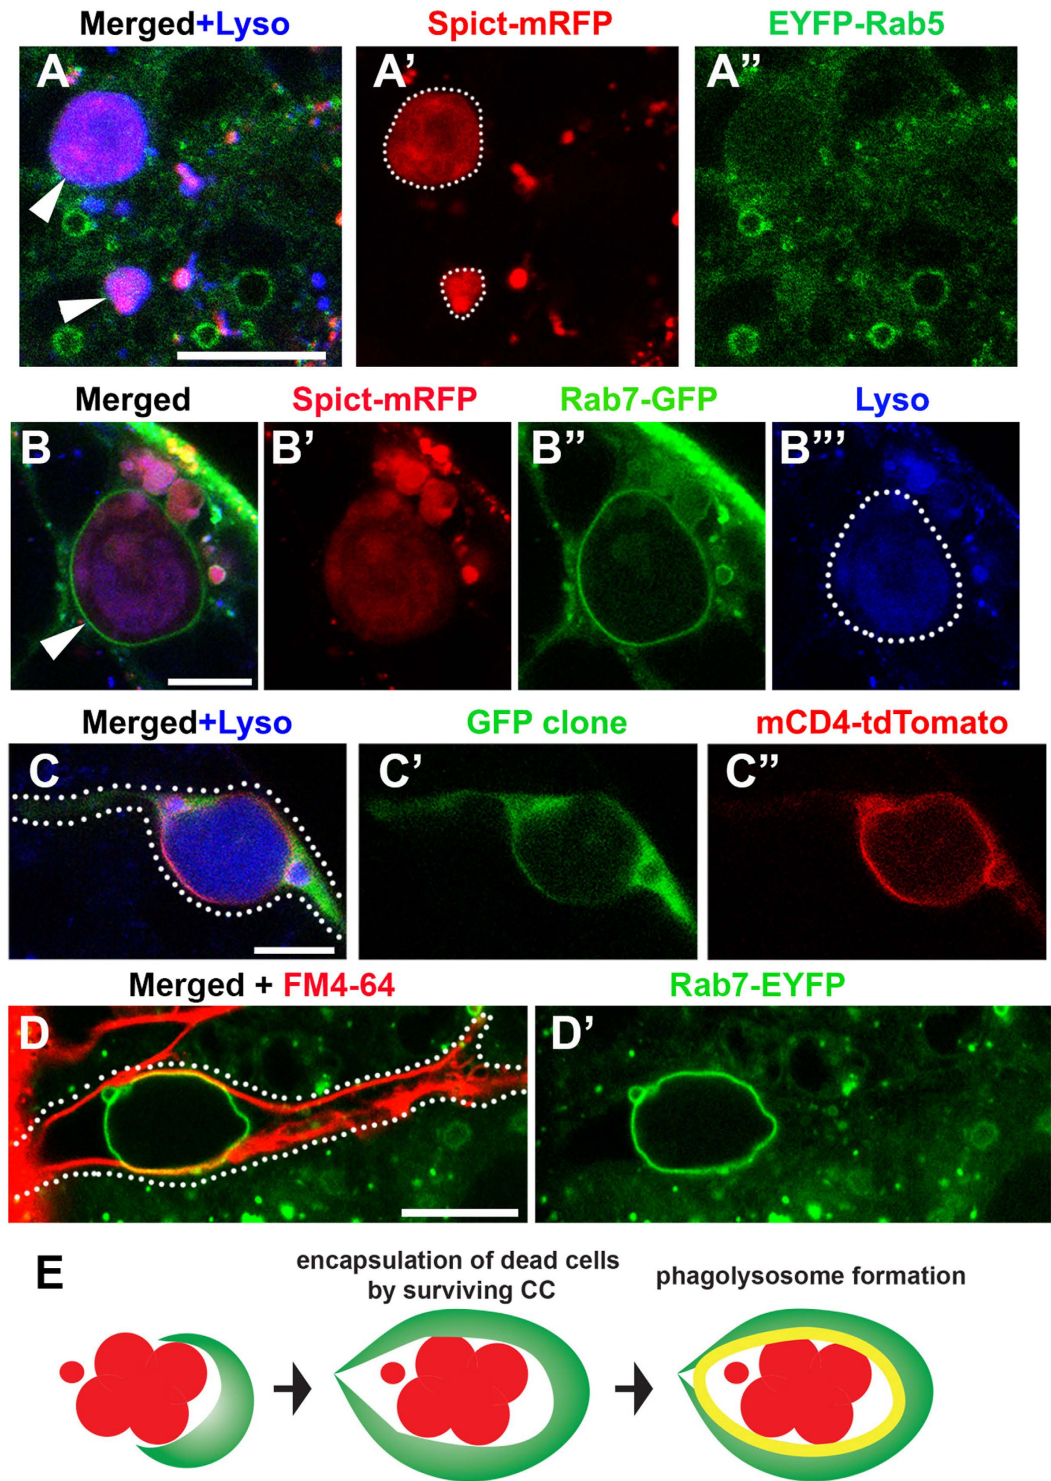 Merged+Lyso Spict-mRFP EYFP-Rab5
A A' A"
Merged Spict-mRFP Rab7-GFP Lyso
B B' B" B"'
Merged+Lyso GFP clone mCD4-tdTomato
C C' C"
Merged + FM4-64 Rab7-EYFP
D D'
E
encapsulation of dead cells
by surviving CC
phagolysosome formation